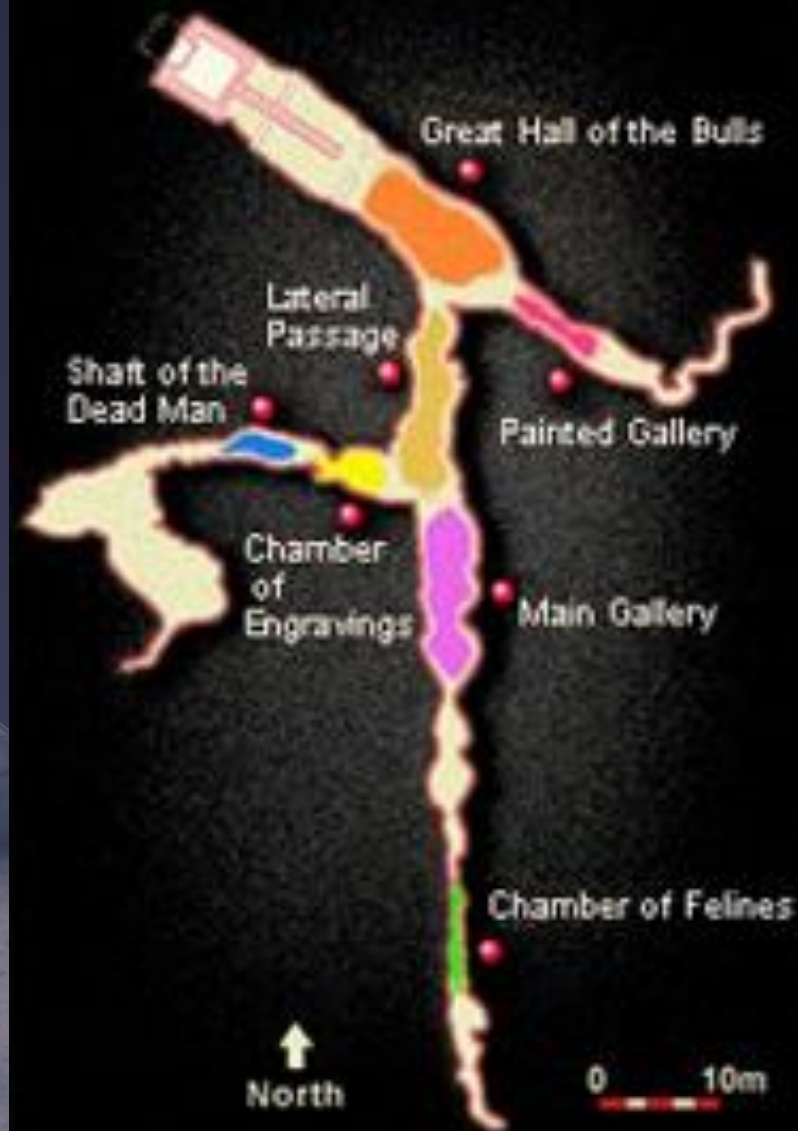 Great Hall of the Bulls
Lateral
Passage
Shaft of the
Dead Man
Painted Gallery
Chamber
of
Engravings
Main Gallery
Chamber of Felines
North
0 10m